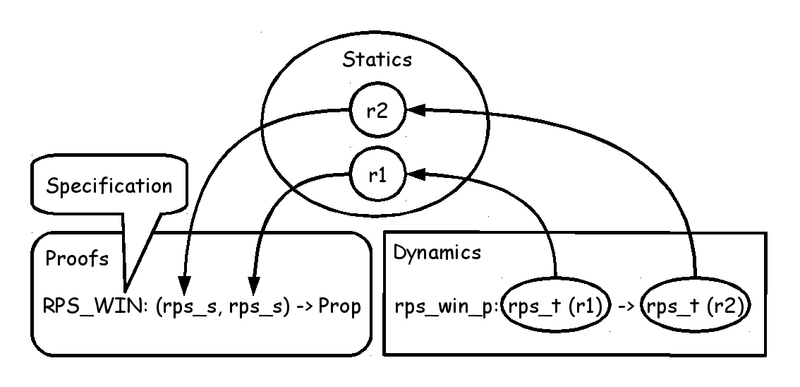 Statics
r2
r1
Specification
Proofs
RPS_WIN: (rps_s, rps_s) -> Prop
Dynamics
rps_win_p: rps_t (r1) -> rps_t (r2)